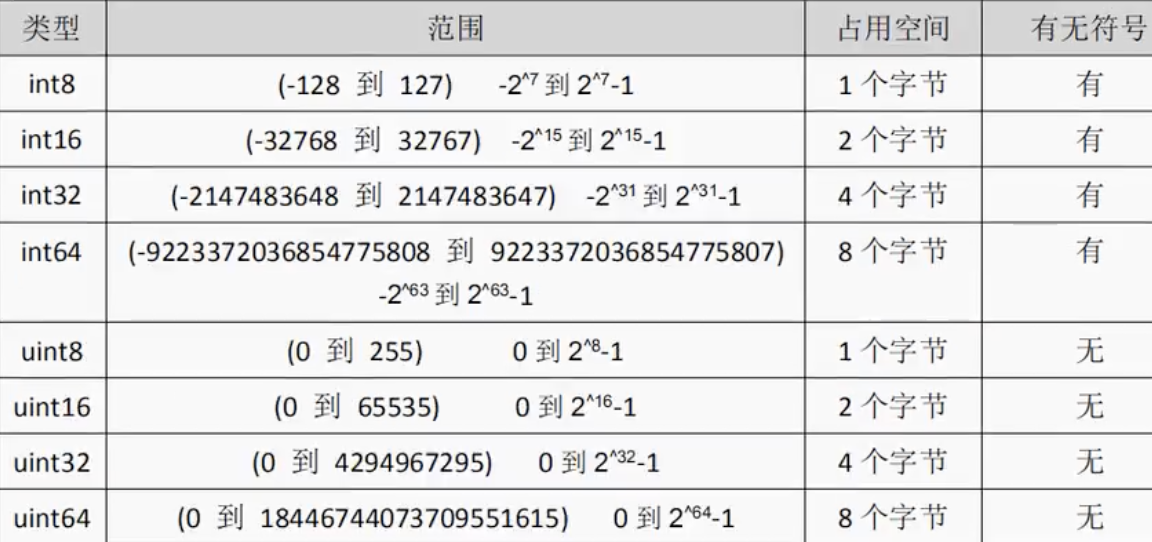 类型 范围 占用空间 有无符号
int8 (-128 到 127) -2^7 到 2^7-1 1 个字节 有
int16 (-32768 到 32767) -2^15 到 2^15-1 2 个字节 有
int32 (-2147483648 到 2147483647) -2^31 到 2^31-1 4 个字节 有
int64 (-9223372036854775808 到 9223372036854775807) 8 个字节 有
-2^63 到 2^63-1
uint8 (0 到 255) 0 到 2^8-1 1 个字节 无
uint16 (0 到 65535) 0 到 2^16-1 2 个字节 无
uint32 (0 到 4294967295) 0 到 2^32-1 4 个字节 无
uint64 (0 到 18446744073709551615) 0 到 2^64-1 8 个字节 无